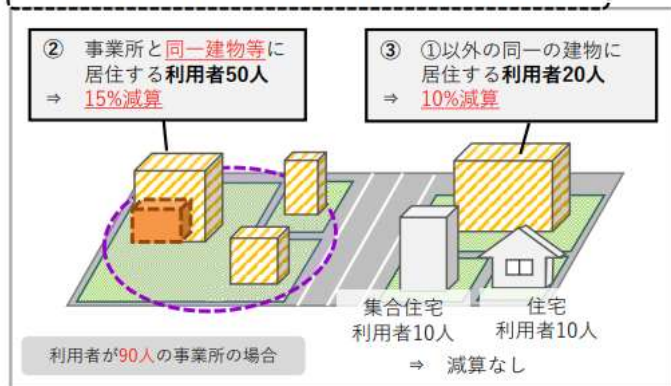 ② 事業所と同一建物等に
居住する利用者50人
⇒ 15%減算
③ ①以外の同一の建物に
居住する利用者20人
⇒ 10%減算
集合住宅
利用者10人
住宅
利用者10人
⇒ 減算なし
利用者が90人の事業所の場合